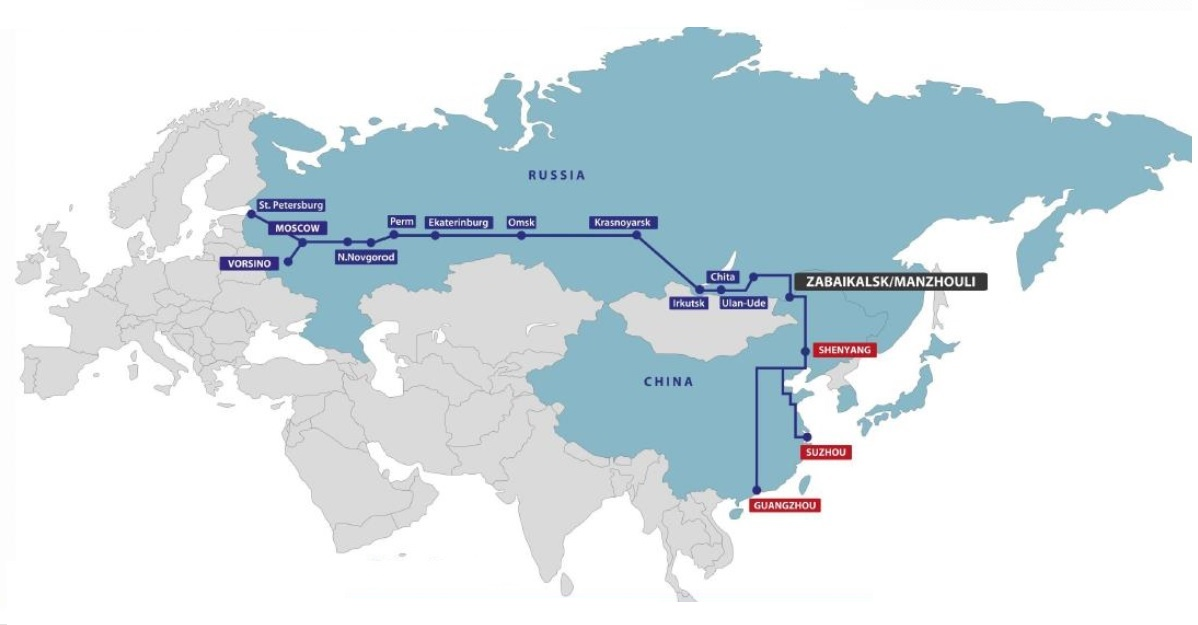 RUSSIA
St. Petersburg
MOSCOW
VORSINO
N.Novgorod
Perm
Ekaterinburg
Omsk
Krasnoyarsk
Irkutsk
Chita
Ulan-Ude
ZABAIKALSK/MANZHOULI
SHENYANG
CHINA
SUZHOU
GUANGZHOU